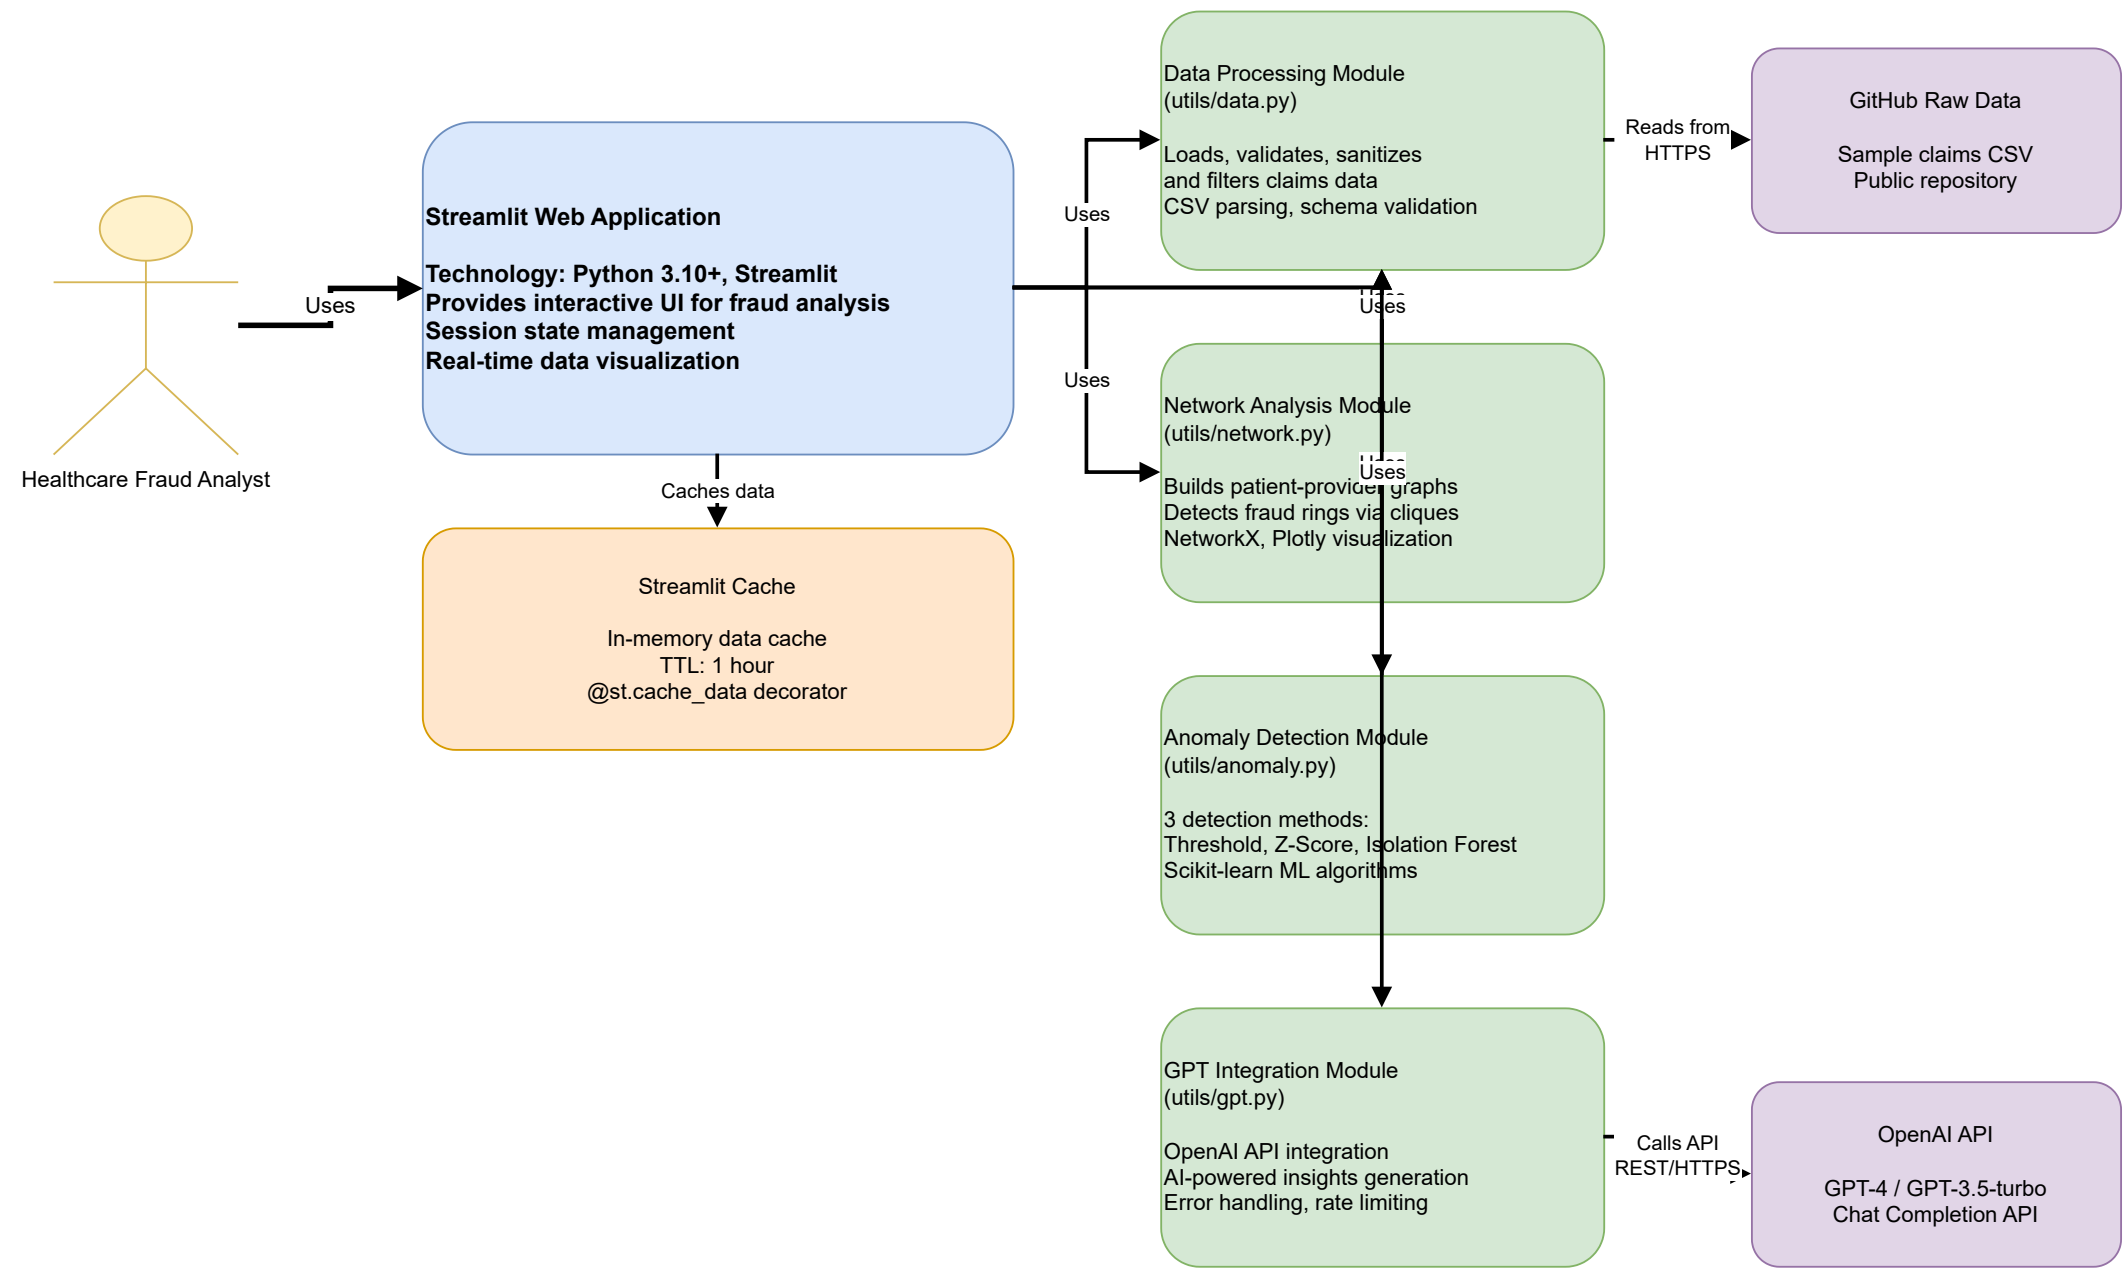 Healthcare Fraud Analyst
Uses
Streamlit Web Application
Technology: Python 3.10+, Streamlit
Provides interactive UI for fraud analysis
Session state management
Real-time data visualization
Caches data
Streamlit Cache
In-memory data cache
TTL: 1 hour
@st.cache_data decorator
Uses
Uses
Data Processing Module
(utils/data.py)
Loads, validates, sanitizes
and filters claims data
CSV parsing, schema validation
Reads from
HTTPS
GitHub Raw Data
Sample claims CSV
Public repository
Uses
Uses
Network Analysis Module
(utils/network.py)
Builds patient-provider graphs
Detects fraud rings via cliques
NetworkX, Plotly visualization
Uses
Uses
Anomaly Detection Module
(utils/anomaly.py)
3 detection methods:
Threshold, Z-Score, Isolation Forest
Scikit-learn ML algorithms
GPT Integration Module
(utils/gpt.py)
OpenAI API integration
AI-powered insights generation
Error handling, rate limiting
Calls API
REST/HTTPS
OpenAI API
GPT-4 / GPT-3.5-turbo
Chat Completion API